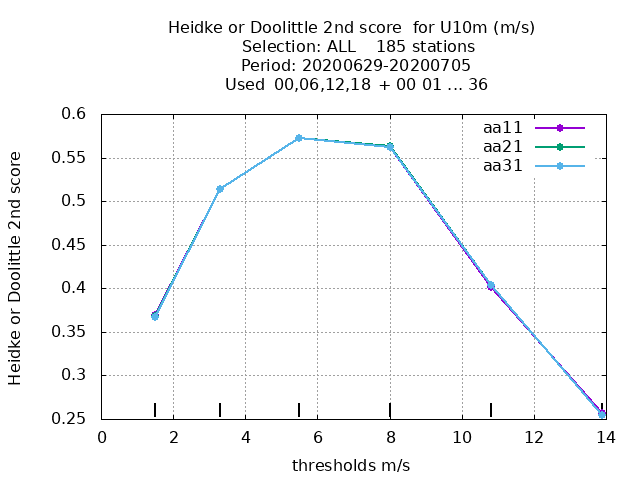 Heidke or Doolittle 2nd score  for U10m (m/s)
Selection: ALL    185 stations
Period: 20200629-20200705
Used  00,06,12,18  + 00 01 ... 36
Heidke or Doolittle 2nd score
0.6
0.55
0.5
0.45
0.4
0.35
0.3
0.25
aa11
aa21
aa31
0 2 4 6 8 10 12 14
thresholds m/s